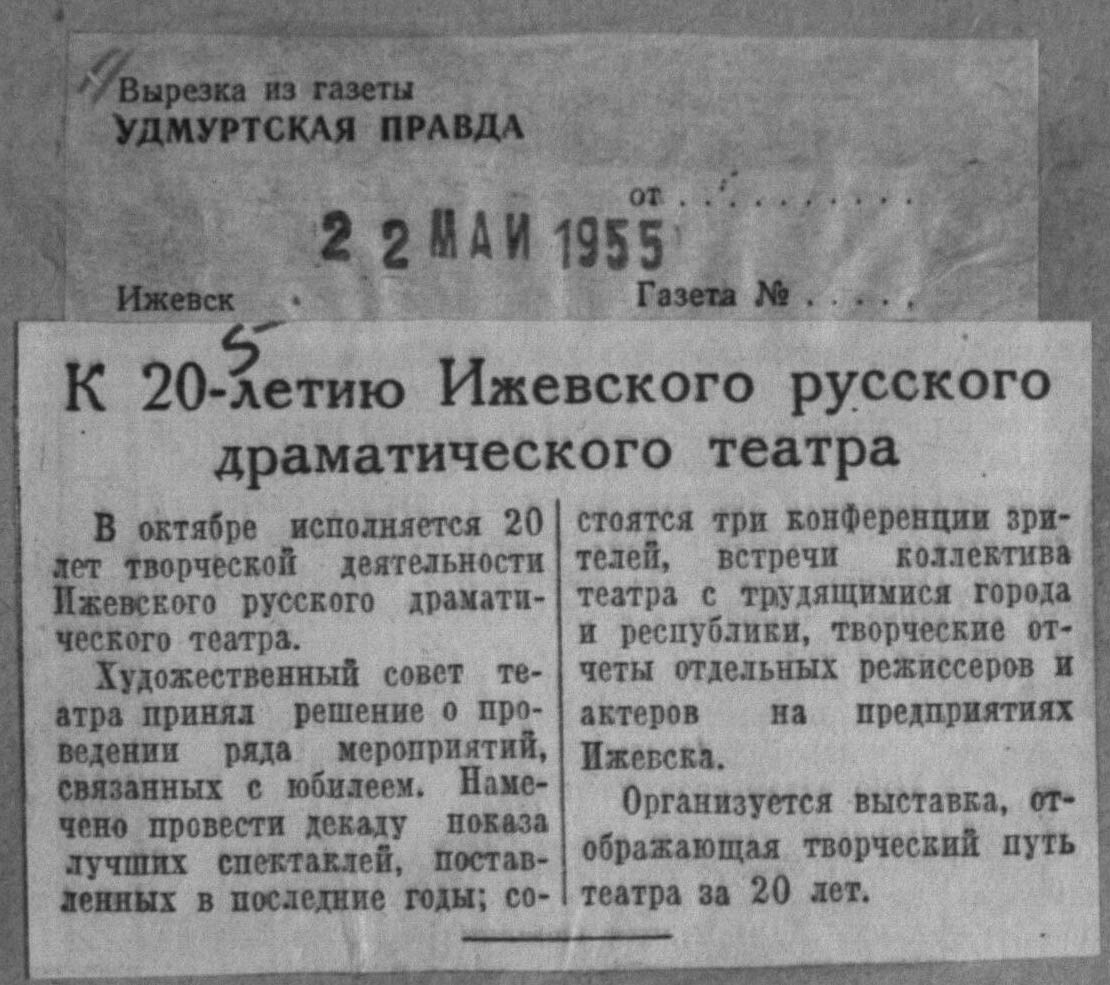 Вырезка из газеты
УДМУРТСКАЯ ПРАВДА
от . . . . . . . . . .
22 МАЙ 1955
Ижевск
Газета № . . . . .
5
К 20-летию Ижевского русского
драматического театра
В октябре исполняется 20
лет творческой деятельности
Ижевского русского драмати-
ческого театра.
Художественный совет те-
атра принял решение о про-
ведении ряда мероприятий,
связанных с юбилеем. Наме-
чено провести декаду показа
лучших спектаклей, постав-
ленных в последние годы; со-
стоятся три конференции зри-
телей, встречи коллектива
театра с трудящимися города
и республики, творческие от-
четы отдельных режиссеров и
актеров на предприятиях
Ижевска.
Организуется выставка, от-
ображающая творческий путь
театра за 20 лет.